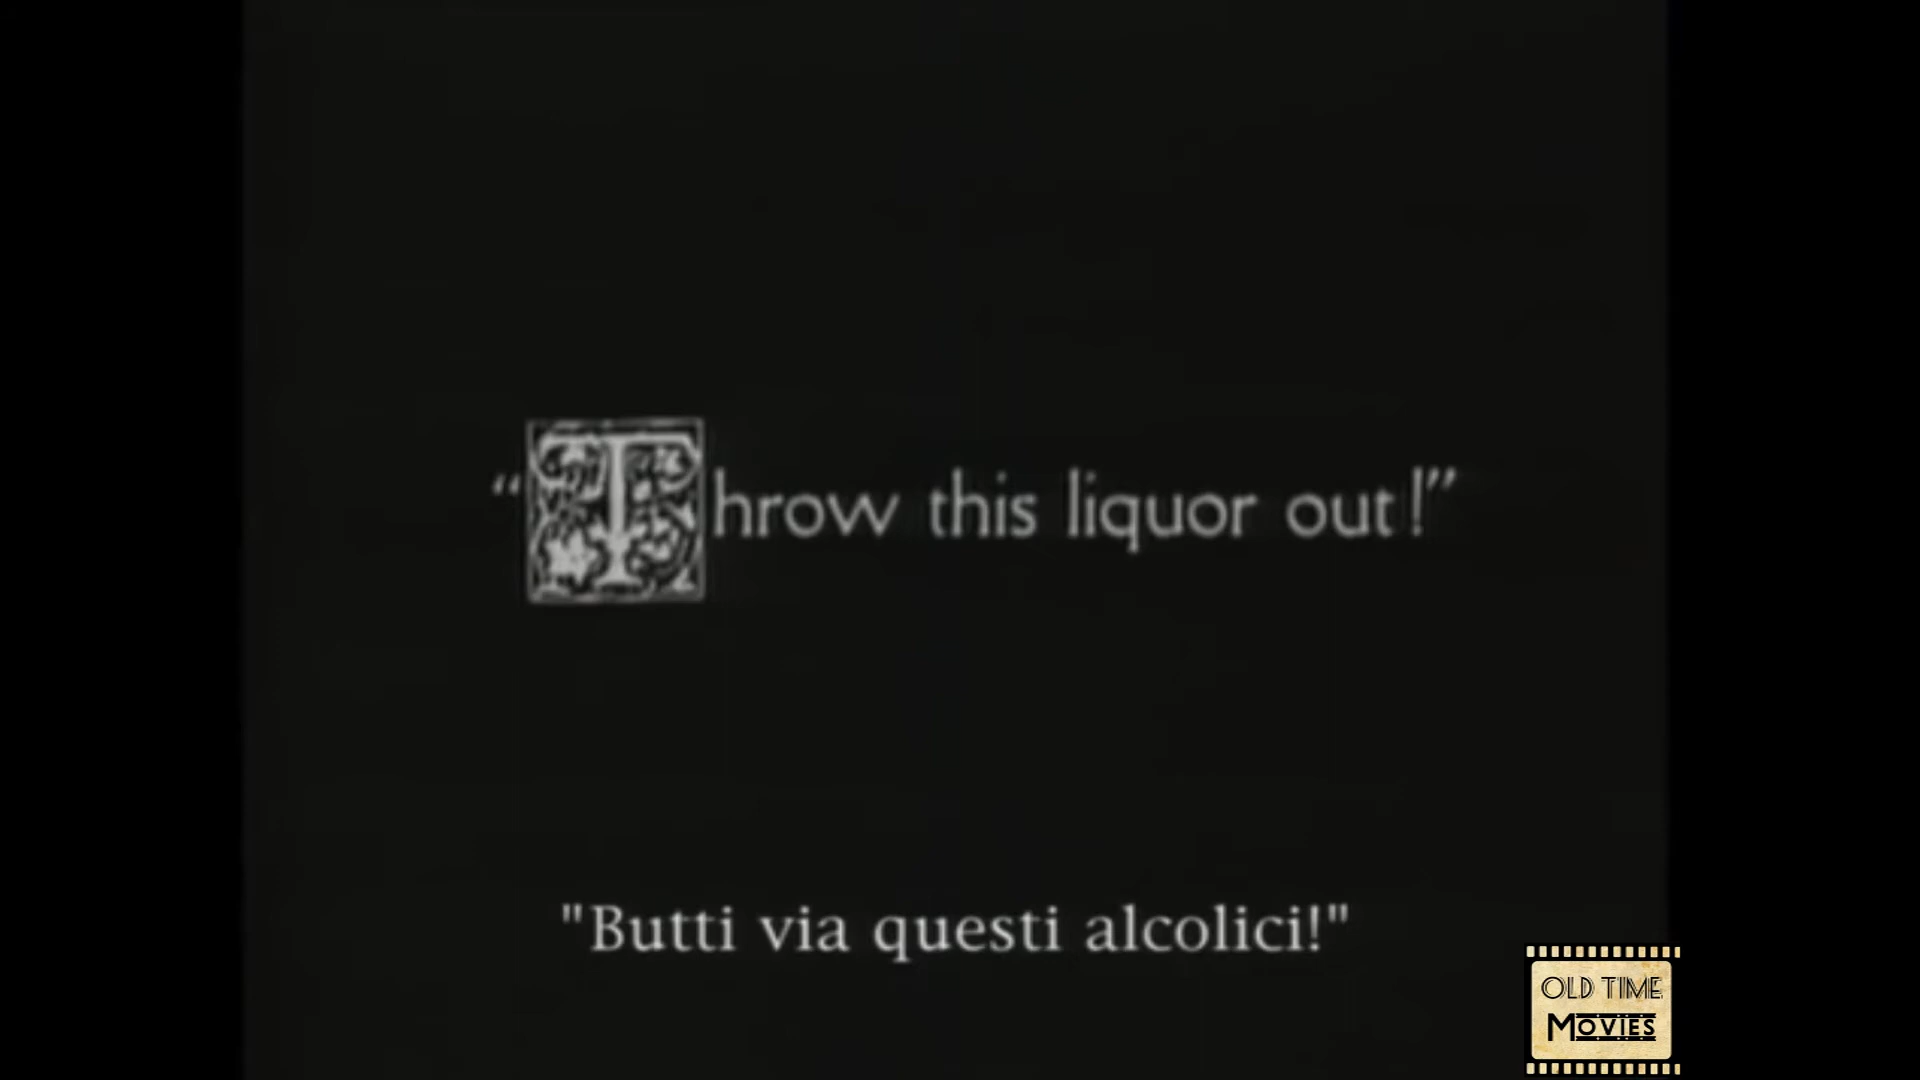 “Throw this liquor out!”
"Butti via questi alcolici!"
OLD TIME
MOVIES